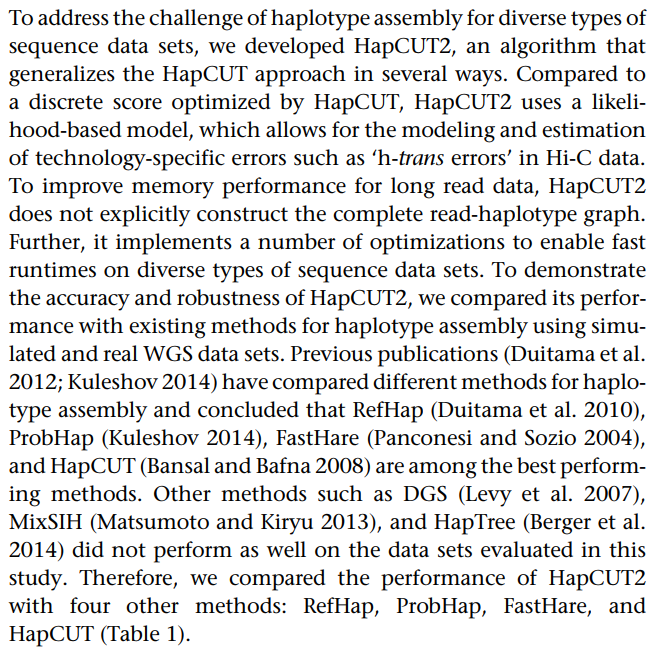 To address the challenge of haplotype assembly for diverse types of
sequence data sets, we developed HapCUT2, an algorithm that
generalizes the HapCUT approach in several ways. Compared to
a discrete score optimized by HapCUT, HapCUT2 uses a likeli-
hood-based model, which allows for the modeling and estimation
of technology-specific errors such as ‘h-trans errors’ in Hi-C data.
To improve memory performance for long read data, HapCUT2
does not explicitly construct the complete read-haplotype graph.
Further, it implements a number of optimizations to enable fast
runtimes on diverse types of sequence data sets. To demonstrate
the accuracy and robustness of HapCUT2, we compared its perfor-
mance with existing methods for haplotype assembly using simu-
lated and real WGS data sets. Previous publications (Duitama et al.
2012; Kuleshov 2014) have compared different methods for haplo-
type assembly and concluded that RefHap (Duitama et al. 2010),
ProbHap (Kuleshov 2014), FastHare (Panconesi and Sozio 2004),
and HapCUT (Bansal and Bafna 2008) are among the best perform-
ing methods. Other methods such as DGS (Levy et al. 2007),
MixSIH (Matsumoto and Kiryu 2013), and HapTree (Berger et al.
2014) did not perform as well on the data sets evaluated in this
study. Therefore, we compared the performance of HapCUT2
with four other methods: RefHap, ProbHap, FastHare, and
HapCUT (Table 1).